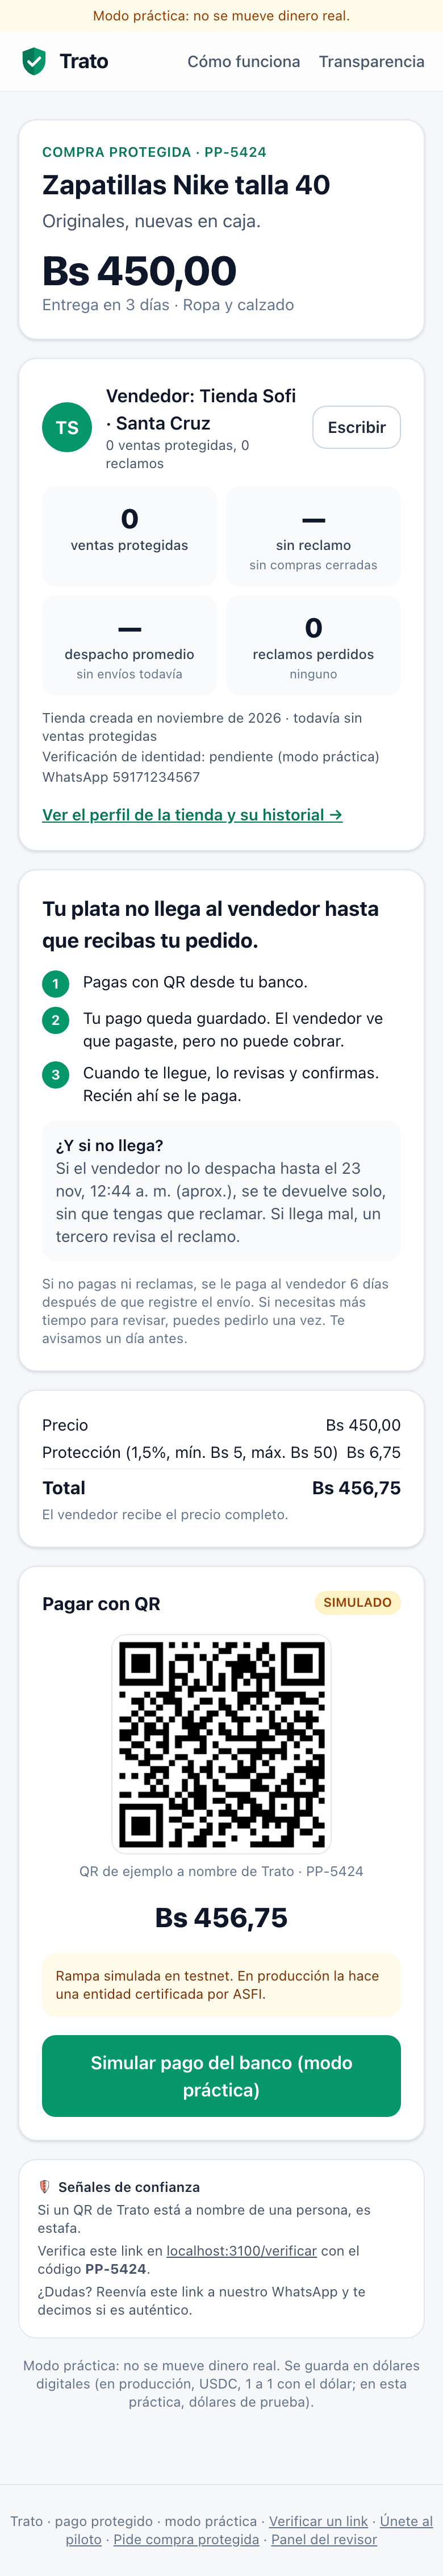 Modo práctica: no se mueve dinero real.
Trato
Cómo funciona
Transparencia
COMPRA PROTEGIDA · PP-5424
Zapatillas Nike talla 40
Originales, nuevas en caja.
Bs 450,00
Entrega en 3 días · Ropa y calzado
TS
Vendedor: Tienda Sofi
· Santa Cruz
0 ventas protegidas, 0
reclamos
Escribir
0
ventas protegidas
—
sin reclamo
sin compras cerradas
—
despacho promedio
sin envíos todavía
0
reclamos perdidos
ninguno
Tienda creada en noviembre de 2026 · todavía sin
ventas protegidas
Verificación de identidad: pendiente (modo práctica)
WhatsApp 59171234567
Ver el perfil de la tienda y su historial →
Tu plata no llega al vendedor hasta
que recibas tu pedido.
1 Pagas con QR desde tu banco.
2 Tu pago queda guardado. El vendedor ve
que pagaste, pero no puede cobrar.
3 Cuando te llegue, lo revisas y confirmas.
Recién ahí se le paga.
¿Y si no llega?
Si el vendedor no lo despacha hasta el 23
nov, 12:44 a. m. (aprox.), se te devuelve solo,
sin que tengas que reclamar. Si llega mal, un
tercero revisa el reclamo.
Si no pagas ni reclamas, se le paga al vendedor 6 días
después de que registre el envío. Si necesitas más
tiempo para revisar, puedes pedirlo una vez. Te
avisamos un día antes.
Precio Bs 450,00
Protección (1,5%, mín. Bs 5, máx. Bs 50) Bs 6,75
Total Bs 456,75
El vendedor recibe el precio completo.
Pagar con QR
SIMULADO
QR de ejemplo a nombre de Trato · PP-5424
Bs 456,75
Rampa simulada en testnet. En producción la hace
una entidad certificada por ASFI.
Simular pago del banco (modo
práctica)
Señales de confianza
Si un QR de Trato está a nombre de una persona, es
estafa.
Verifica este link en localhost:3100/verificar con el
código PP-5424.
¿Dudas? Reenvía este link a nuestro WhatsApp y te
decimos si es auténtico.
Modo práctica: no se mueve dinero real. Se guarda en dólares
digitales (en producción, USDC, 1 a 1 con el dólar; en esta
práctica, dólares de prueba).
Trato · pago protegido · modo práctica · Verificar un link · Únete al
piloto · Pide compra protegida · Panel del revisor